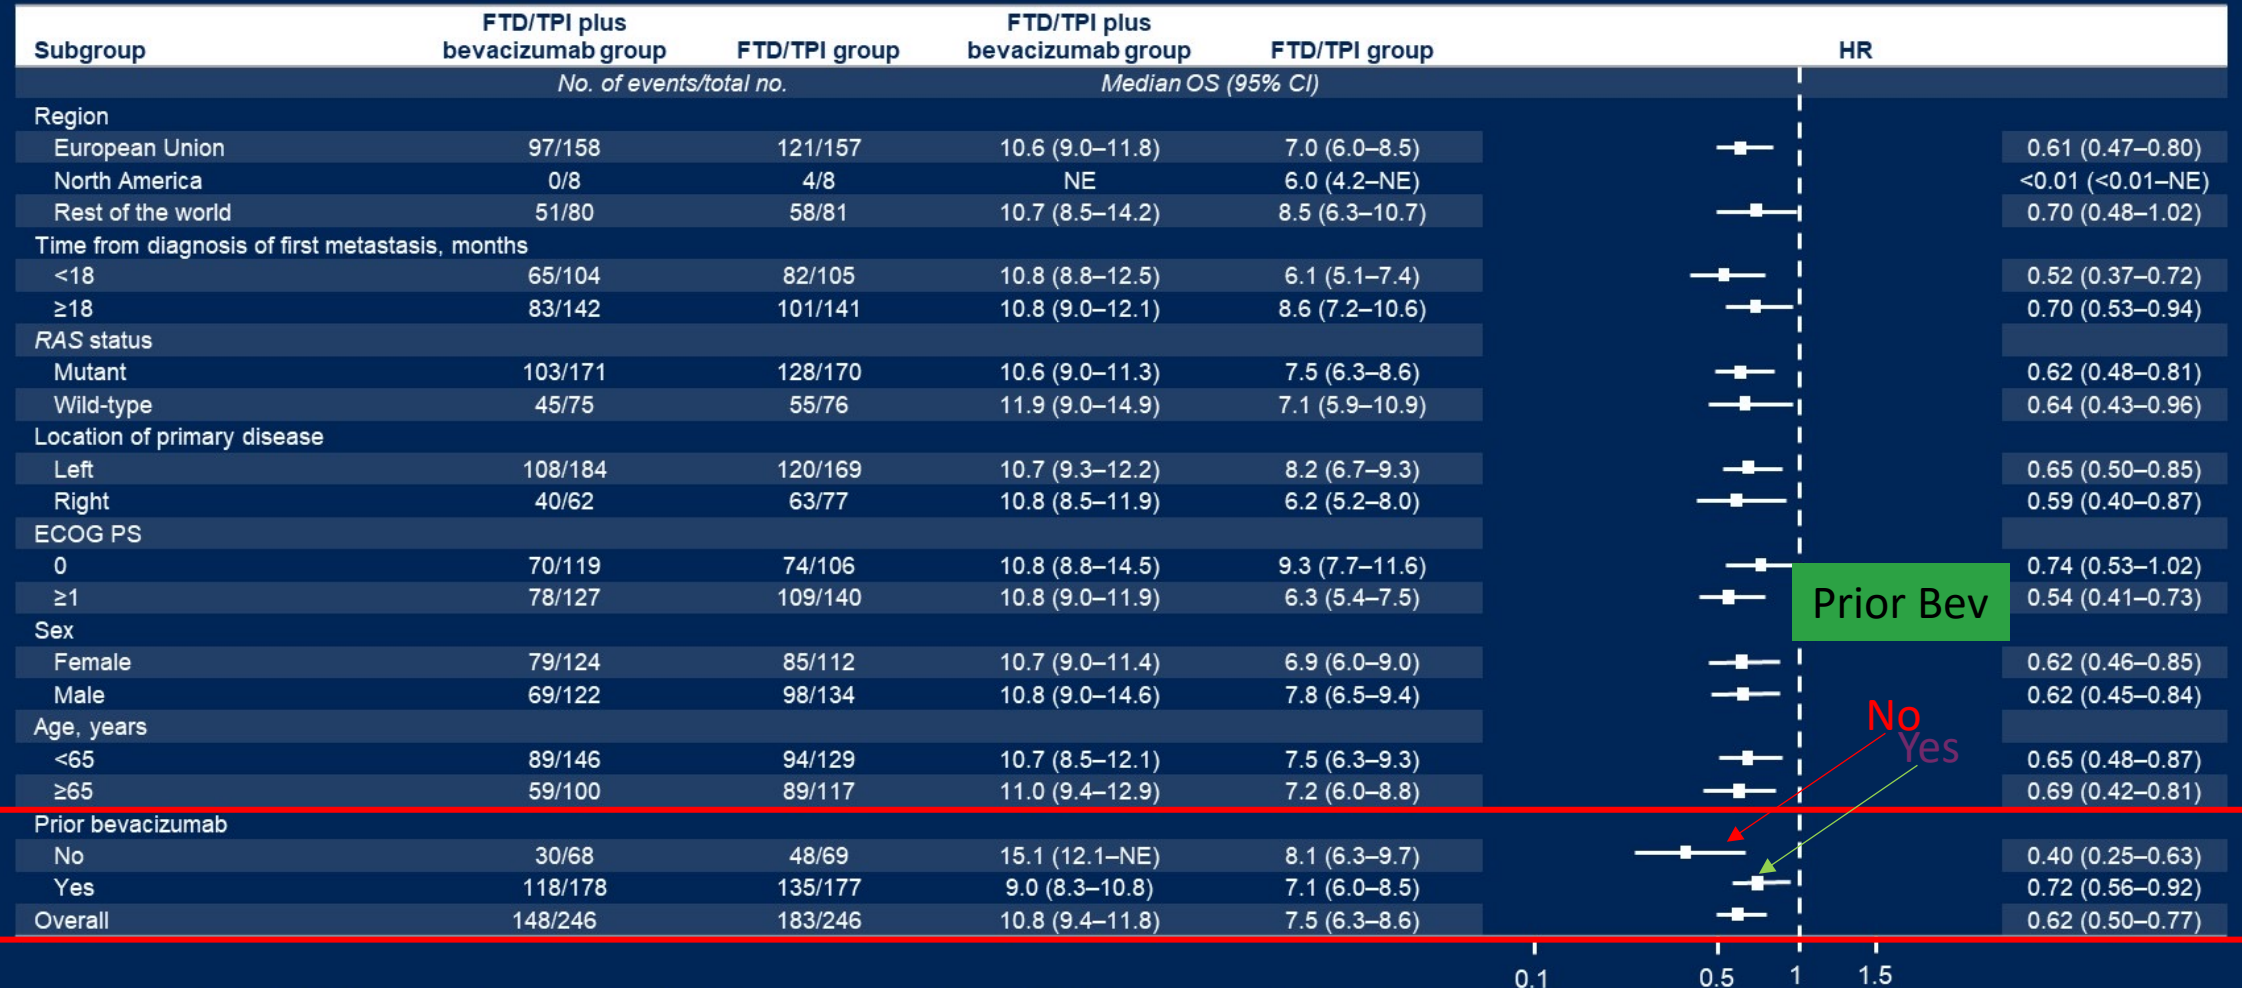 Subgroup FTD/TPI plus bevacizumab group FTD/TPI group FTD/TPI plus bevacizumab group FTD/TPI group HR
No. of events/total no. Median OS (95% CI)
Region
European Union 97/158 121/157 10.6 (9.0–11.8) 7.0 (6.0–8.5) 0.61 (0.47–0.80)
North America 0/8 4/8 NE 6.0 (4.2–NE) <0.01 (<0.01–NE)
Rest of the world 51/80 58/81 10.7 (8.5–14.2) 8.5 (6.3–10.7) 0.70 (0.48–1.02)
Time from diagnosis of first metastasis, months
<18 65/104 82/105 10.8 (8.8–12.5) 6.1 (5.1–7.4) 0.52 (0.37–0.72)
≥18 83/142 101/141 10.8 (9.0–12.1) 8.6 (7.2–10.6) 0.70 (0.53–0.94)
RAS status
Mutant 103/171 128/170 10.6 (9.0–11.3) 7.5 (6.3–8.6) 0.62 (0.48–0.81)
Wild-type 45/75 55/76 11.9 (9.0–14.9) 7.1 (5.9–10.9) 0.64 (0.43–0.96)
Location of primary disease
Left 108/184 120/169 10.7 (9.3–12.2) 8.2 (6.7–9.3) 0.65 (0.50–0.85)
Right 40/62 63/77 10.8 (8.5–11.9) 6.2 (5.2–8.0) 0.59 (0.40–0.87)
ECOG PS
0 70/119 74/106 10.8 (8.8–14.5) 9.3 (7.7–11.6) 0.74 (0.53–1.02)
≥1 78/127 109/140 10.8 (9.0–11.9) 6.3 (5.4–7.5) 0.54 (0.41–0.73)
Prior Bev
Sex
Female 79/124 85/112 10.7 (9.0–11.4) 6.9 (6.0–9.0) 0.62 (0.46–0.85)
Male 69/122 98/134 10.8 (9.0–14.6) 7.8 (6.5–9.4) 0.62 (0.45–0.84)
No
Age, years
Yes
<65 89/146 94/129 10.7 (8.5–12.1) 7.5 (6.3–9.3) 0.65 (0.48–0.87)
≥65 59/100 89/117 11.0 (9.4–12.9) 7.2 (6.0–8.8) 0.69 (0.42–0.81)
Prior bevacizumab
No 30/68 48/69 15.1 (12.1–NE) 8.1 (6.3–9.7) 0.40 (0.25–0.63)
Yes 118/178 135/177 9.0 (8.3–10.8) 7.1 (6.0–8.5) 0.72 (0.56–0.92)
Overall 148/246 183/246 10.8 (9.4–11.8) 7.5 (6.3–8.6) 0.62 (0.50–0.77)
0.1 0.5 1 1.5